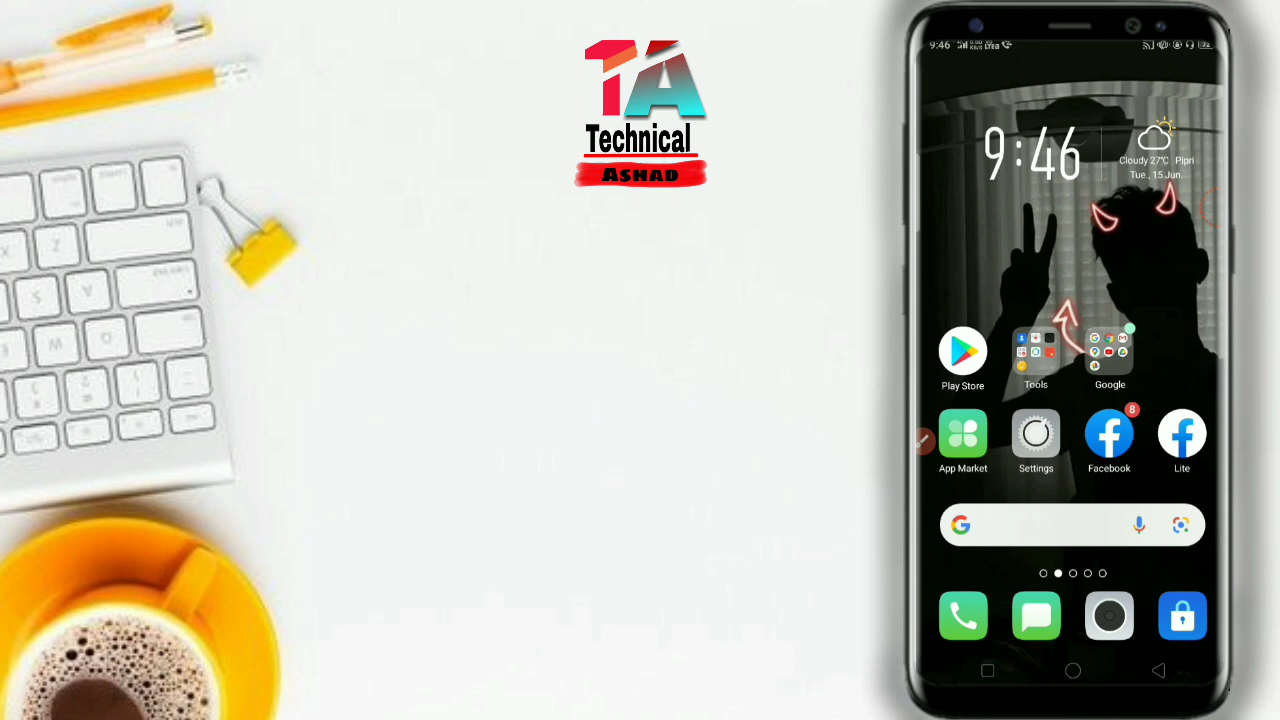 TA
Technical
ASHAD
9:46
9:46
Cloudy 27℃ Pipri
Tue., 15 Jun.
Play Store
Tools
Google
8
App Market
Settings
Facebook
Lite
X
Z
S
A
E
W
Q